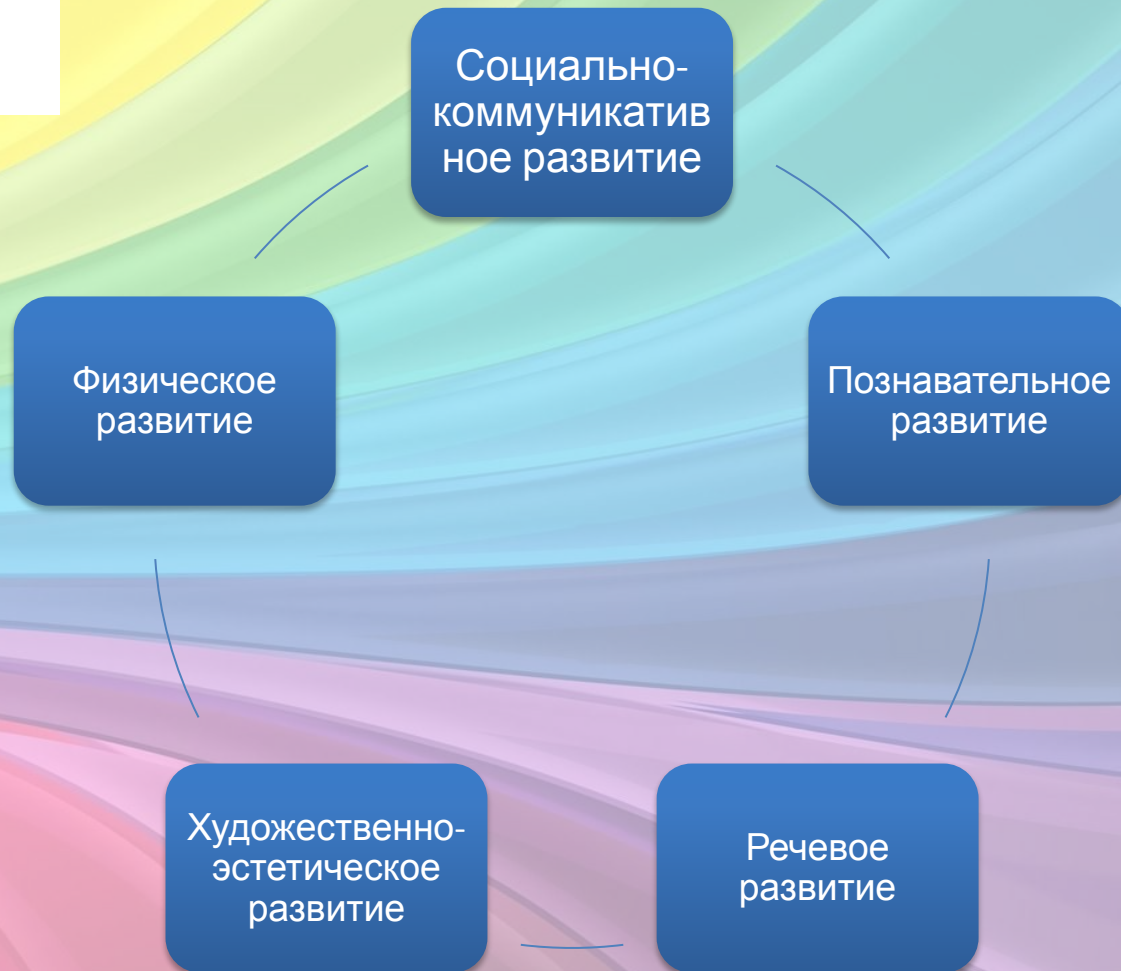 Социально-
коммуникатив
ное развитие
Физическое
развитие
Познавательное
развитие
Художественно-
эстетическое
развитие
Речевое
развитие